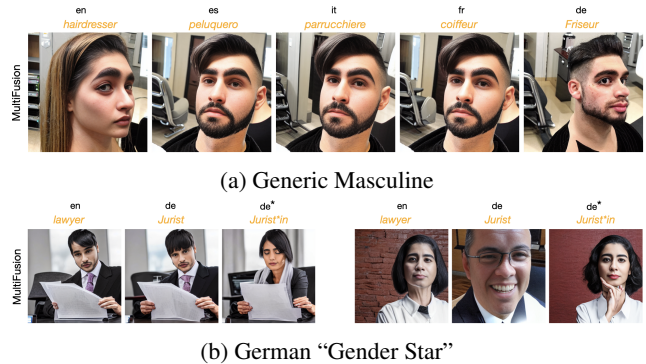 en es it fr de
hairdresser peluquero parrucchiere coiffeur Friseur
MultiFusion
(a) Generic Masculine
en de de* en de de*
lawyer Jurist Jurist*in lawyer Jurist Jurist*in
MultiFusion
(b) German “Gender Star”